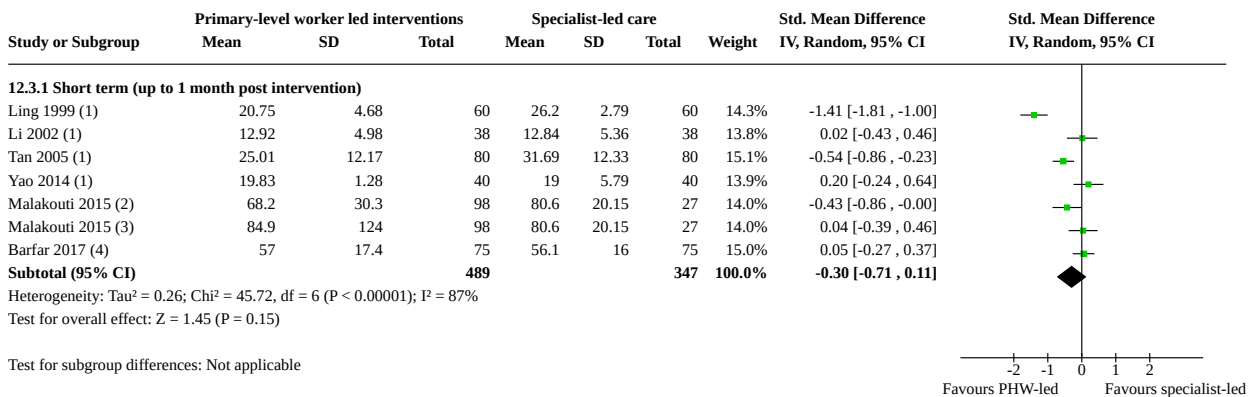 Primary-level worker led interventions Specialist-led care Std. Mean Difference Std. Mean Difference
Study or Subgroup Mean SD Total Mean SD Total Weight IV, Random, 95% CI IV, Random, 95% CI
12.3.1 Short term (up to 1 month post intervention)
Ling 1999 (1) 20.75 4.68 60 26.2 2.79 60 14.3% -1.41 [-1.81 , -1.00]
Li 2002 (1) 12.92 4.98 38 12.84 5.36 38 13.8% 0.02 [-0.43 , 0.46]
Tan 2005 (1) 25.01 12.17 80 31.69 12.33 80 15.1% -0.54 [-0.86 , -0.23]
Yao 2014 (1) 19.83 1.28 40 19 5.79 40 13.9% 0.20 [-0.24 , 0.64]
Malakouti 2015 (2) 68.2 30.3 98 80.6 20.15 27 14.0% -0.43 [-0.86 , -0.00]
Malakouti 2015 (3) 84.9 124 98 80.6 20.15 27 14.0% 0.04 [-0.39 , 0.46]
Barfar 2017 (4) 57 17.4 75 56.1 16 75 15.0% 0.05 [-0.27 , 0.37]
Subtotal (95% CI) 489 347 100.0% -0.30 [-0.71 , 0.11]
Heterogeneity: Tau² = 0.26; Chi² = 45.72, df = 6 (P < 0.00001); I² = 87%
Test for overall effect: Z = 1.45 (P = 0.15)
Test for subgroup differences: Not applicable
-2 -1 0 1 2
Favours PHW-led Favours specialist-led